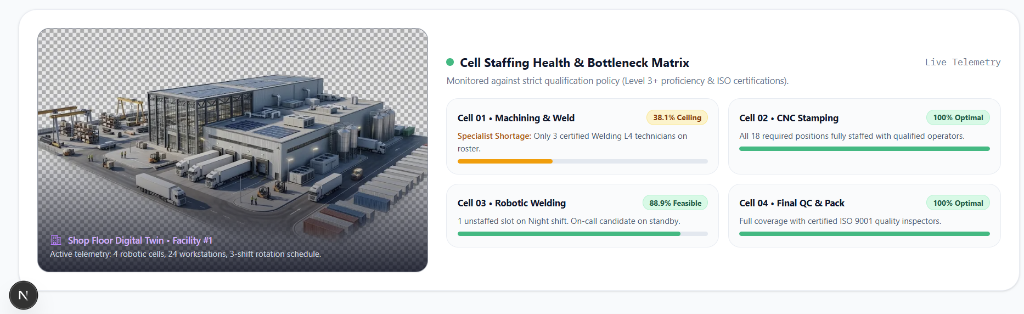 Shop Floor Digital Twin • Facility #1
Active telemetry: 4 robotic cells, 24 workstations, 3-shift rotation schedule.
Cell Staffing Health & Bottleneck Matrix
Live Telemetry
Monitored against strict qualification policy (Level 3+ proficiency & ISO certifications).
Cell 01 • Machining & Weld
38.1% Ceiling
Specialist Shortage: Only 3 certified Welding L4 technicians on
roster.
Cell 02 • CNC Stamping
100% Optimal
All 18 required positions fully staffed with qualified operators.
Cell 03 • Robotic Welding
88.9% Feasible
1 unstaffed slot on Night shift. On-call candidate on standby.
Cell 04 • Final QC & Pack
100% Optimal
Full coverage with certified ISO 9001 quality inspectors.
N